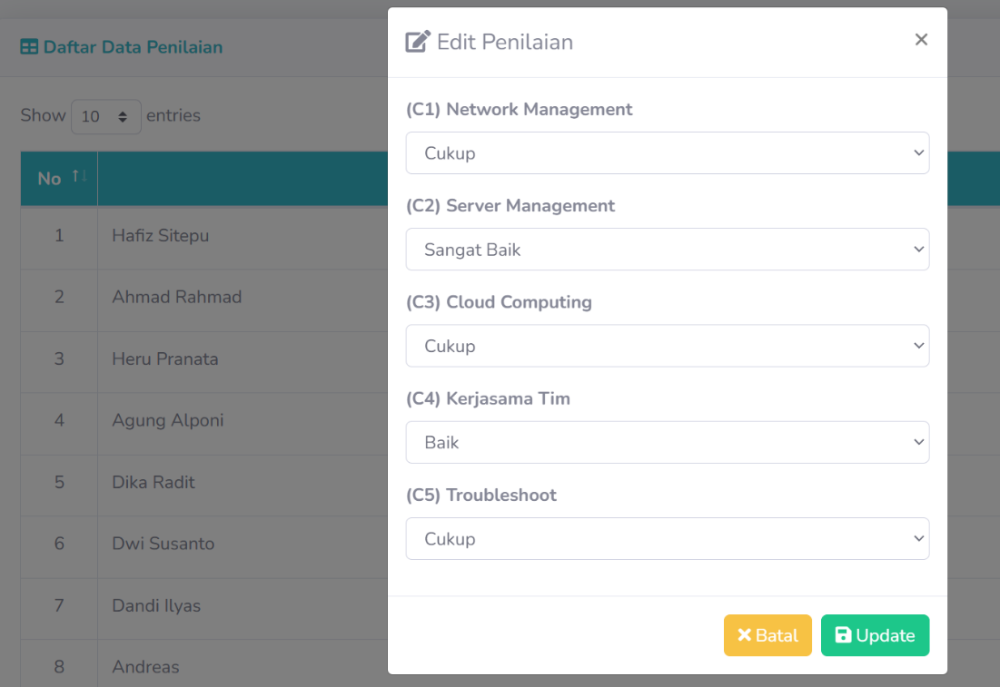 Daftar Data Penilaian
Show 10 entries
No
1 Hafiz Sitepu
2 Ahmad Rahmad
3 Heru Pranata
4 Agung Alponi
5 Dika Radit
6 Dwi Susanto
7 Dandi Ilyas
8 Andreas
Edit Penilaian
(C1) Network Management
Cukup
(C2) Server Management
Sangat Baik
(C3) Cloud Computing
Cukup
(C4) Kerjasama Tim
Baik
(C5) Troubleshoot
Cukup
Batal Update